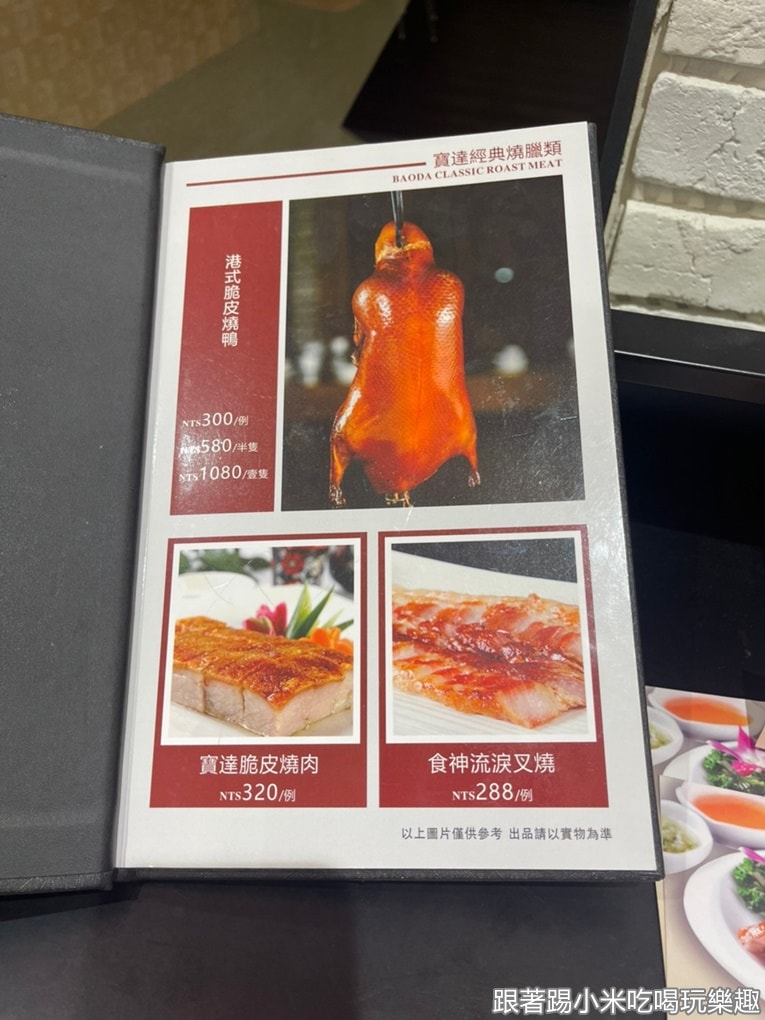 寶達經典燒臘類
BAODA CLASSIC ROAST MEAT
港式脆皮燒鴨
NT$300/例
NT$580/半隻
NT$1080/壹隻
寶達脆皮燒肉
NT$320/例
食神流淚叉燒
NT$288/例
以上圖片僅供參考 出品請以實物為準
跟著踢小米吃喝玩樂趣